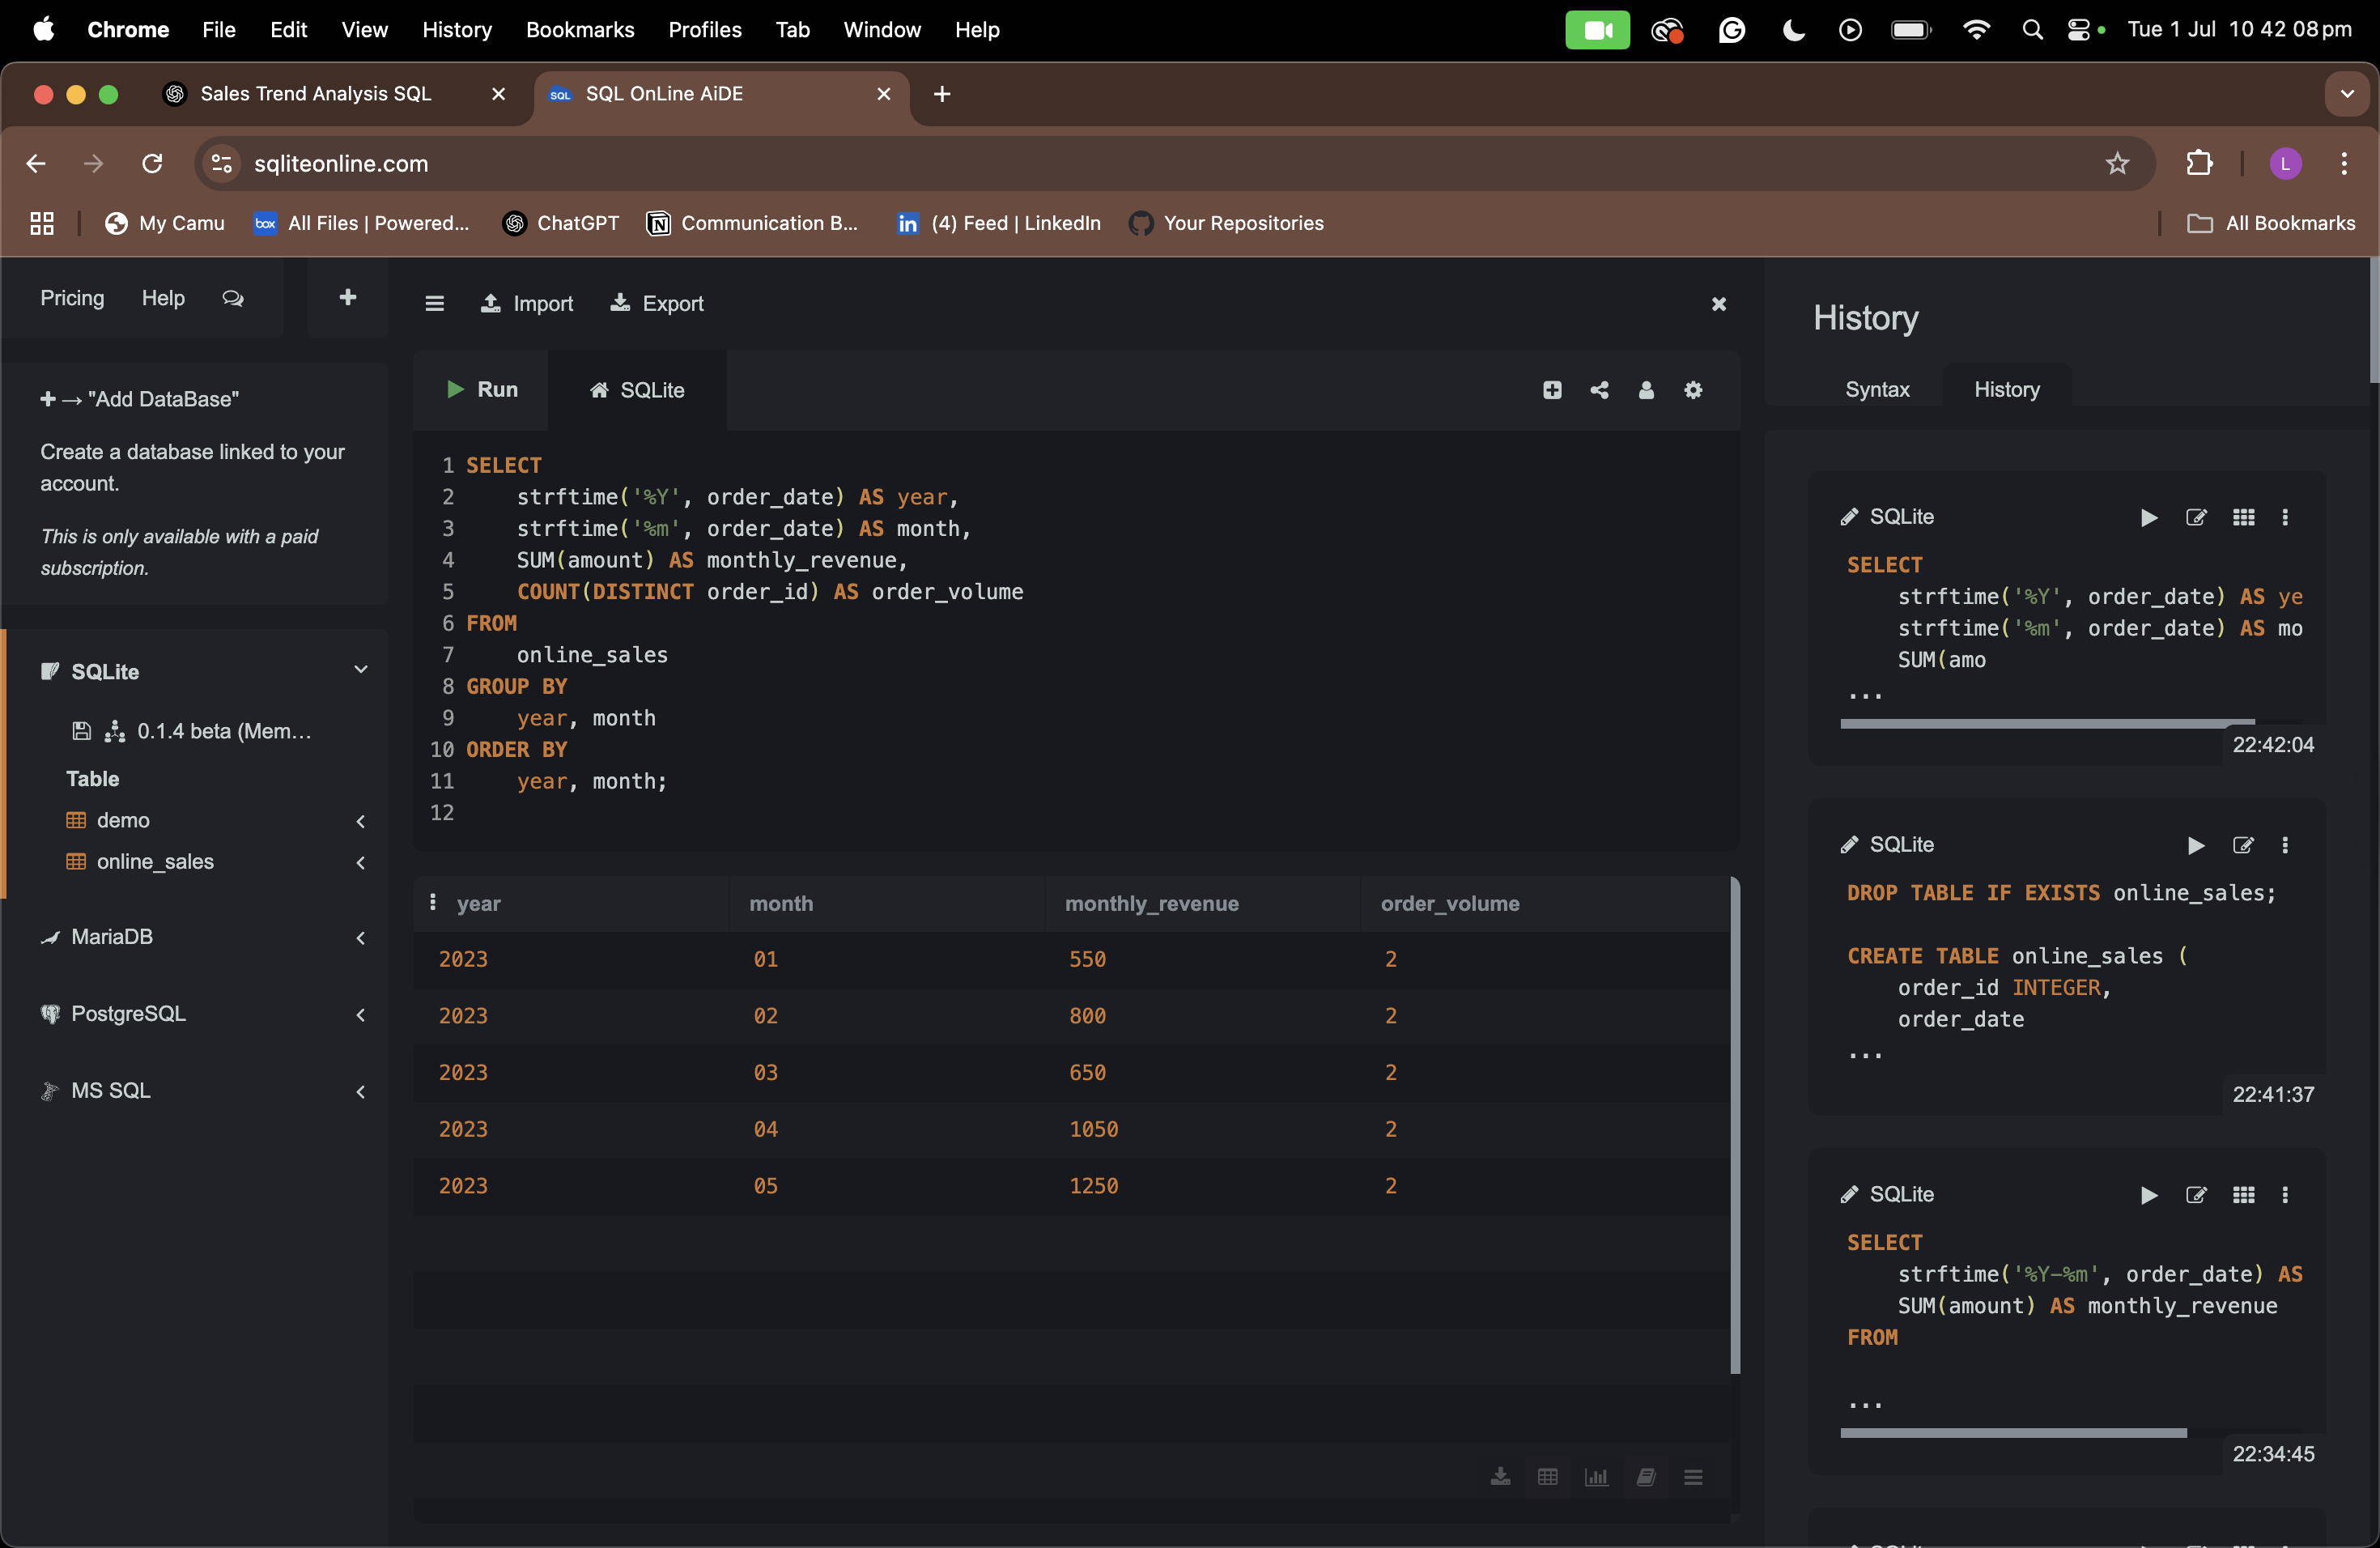 Chrome File Edit View History Bookmarks Profiles Tab Window Help Tue 1 Jul 10 42 08 pm
Sales Trend Analysis SQL
SQL SQL OnLine AiDE
sqliteonline.com
L
My Camu
box All Files | Powered...
ChatGPT
Communication B...
in (4) Feed | LinkedIn
Your Repositories
All Bookmarks
Pricing Help
"Add DataBase"
Create a database linked to your
account.
This is only available with a paid
subscription.
SQLite
0.1.4 beta (Mem...
Table
demo
online_sales
MariaDB
PostgreSQL
MS SQL
Import Export
Run SQLite
1 SELECT
2 strftime('%Y', order_date) AS year,
3 strftime('%m', order_date) AS month,
4 SUM(amount) AS monthly_revenue,
5 COUNT(DISTINCT order_id) AS order_volume
6 FROM
7 online_sales
8 GROUP BY
9 year, month
10 ORDER BY
11 year, month;
12
year month monthly_revenue order_volume
2023 01 550 2
2023 02 800 2
2023 03 650 2
2023 04 1050 2
2023 05 1250 2
History
Syntax History
SQLite
SELECT
strftime('%Y', order_date) AS ye
strftime('%m', order_date) AS mo
SUM(amo
...
22:42:04
SQLite
DROP TABLE IF EXISTS online_sales;
CREATE TABLE online_sales (
order_id INTEGER,
order_date
...
22:41:37
SQLite
SELECT
strftime('%Y-%m', order_date) AS
SUM(amount) AS monthly_revenue
FROM
...
22:34:45